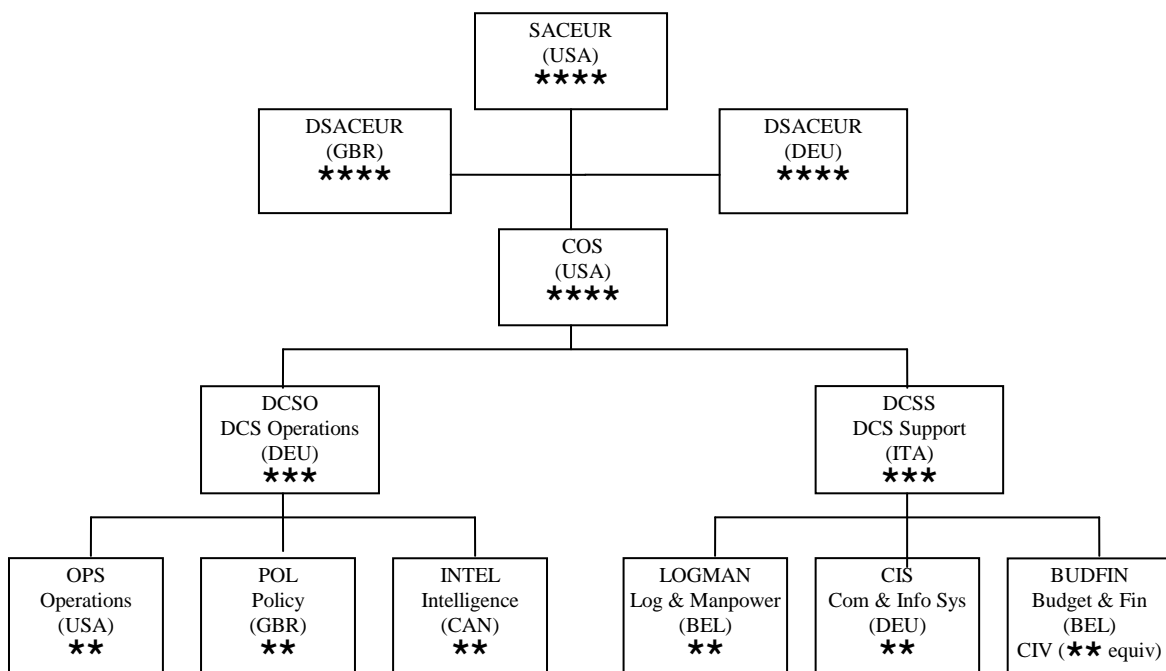 SACEUR
(USA)
★★★★
DSACEUR
(GBR)
★★★★
DSACEUR
(DEU)
★★★★
COS
(USA)
★★★★
DCSO
DCS Operations
(DEU)
★★★
DCSS
DCS Support
(ITA)
★★★
OPS
Operations
(USA)
★★
POL
Policy
(GBR)
★★
INTEL
Intelligence
(CAN)
★★
LOGMAN
Log & Manpower
(BEL)
★★
CIS
Com & Info Sys
(DEU)
★★
BUDFIN
Budget & Fin
(BEL)
CIV (★★ equiv)